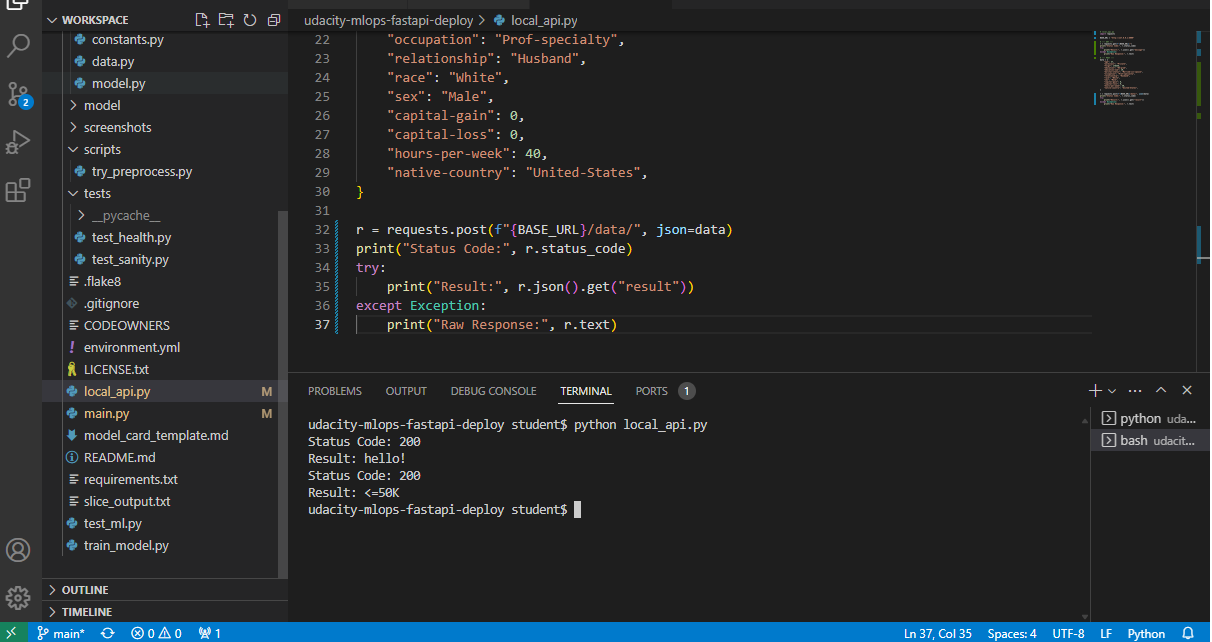 WORKSPACE
constants.py
data.py
model.py
model
screenshots
scripts
try_preprocess.py
tests
__pycache__
test_health.py
test_sanity.py
.flake8
.gitignore
CODEOWNERS
environment.yml
LICENSE.txt
local_api.py M
main.py M
model_card_template.md
README.md
requirements.txt
slice_output.txt
test_ml.py
train_model.py
OUTLINE
TIMELINE
2
udacity-mlops-fastapi-deploy > local_api.py
22 "occupation": "Prof-specialty",
23 "relationship": "Husband",
24 "race": "White",
25 "sex": "Male",
26 "capital-gain": 0,
27 "capital-loss": 0,
28 "hours-per-week": 40,
29 "native-country": "United-States",
30 }
31
32 r = requests.post(f"{BASE_URL}/data/", json=data)
33 print("Status Code:", r.status_code)
34 try:
35 print("Result:", r.json().get("result"))
36 except Exception:
37 print("Raw Response:", r.text)
PROBLEMS OUTPUT DEBUG CONSOLE TERMINAL PORTS 1
udacity-mlops-fastapi-deploy student$ python local_api.py
Status Code: 200
Result: hello!
Status Code: 200
Result: <=50K
udacity-mlops-fastapi-deploy student$
python uda...
bash udacit...
main* 0 0 1 Ln 37, Col 35 Spaces: 4 UTF-8 LF Python